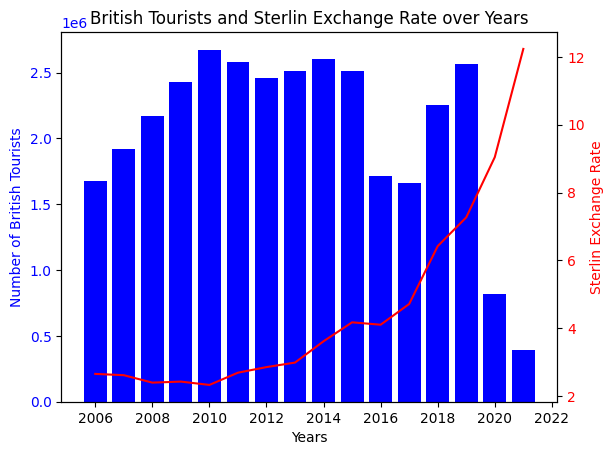 British Tourists and Sterlin Exchange Rate over Years
1e6
2.5
2.0
1.5
1.0
0.5
0.0
Number of British Tourists
12
10
8
6
4
2
Sterlin Exchange Rate
2006 2008 2010 2012 2014 2016 2018 2020 2022
Years